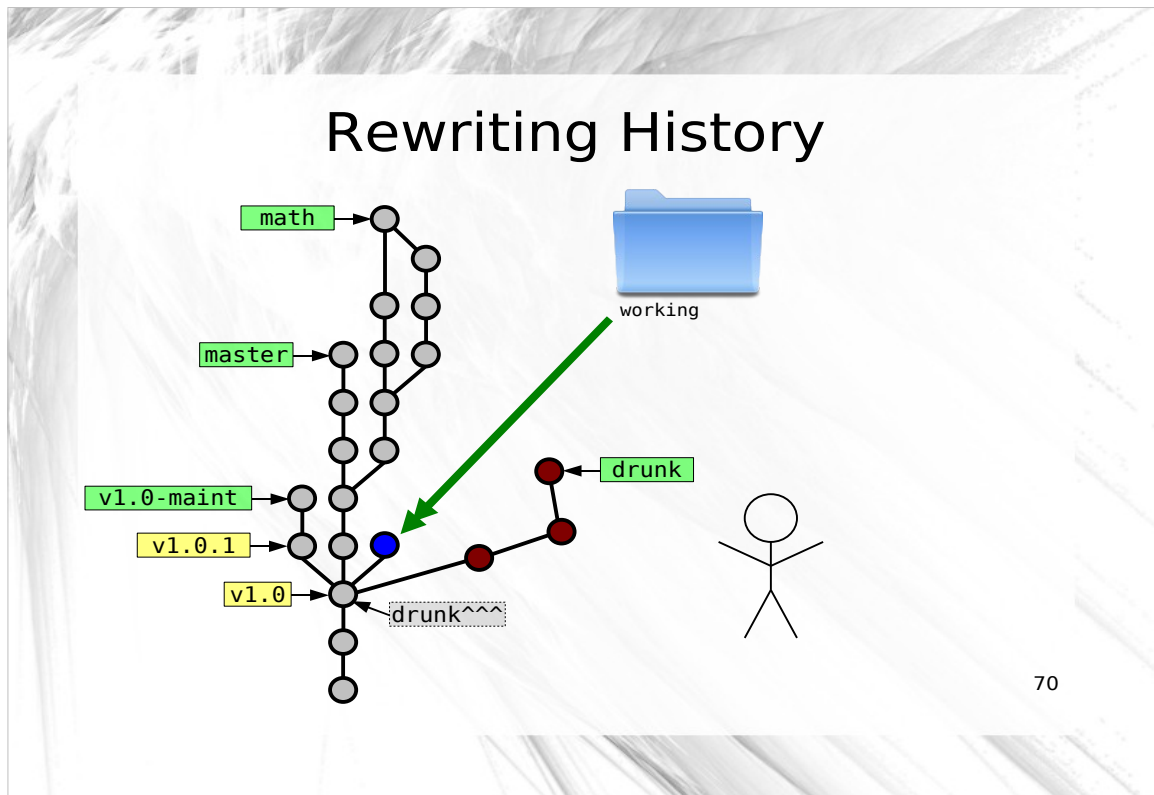 Rewriting History
math
working
master
drunk
v1.0-maint
v1.0.1
v1.0
drunk^^^
70